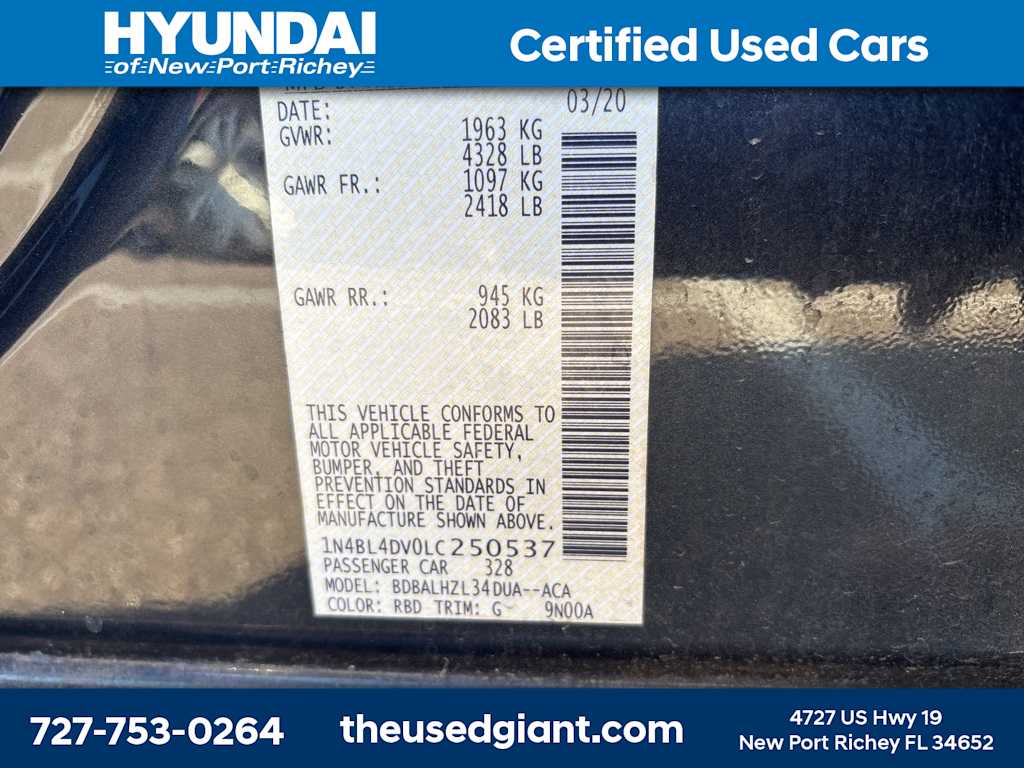 HYUNDAI
of New Port Richey
Certified Used Cars
DATE: 03/20
GVWR: 1963 KG
4328 LB
GAWR FR.: 1097 KG
2418 LB
GAWR RR.: 945 KG
2083 LB
THIS VEHICLE CONFORMS TO
ALL APPLICABLE FEDERAL
MOTOR VEHICLE SAFETY,
BUMPER, AND THEFT
PREVENTION STANDARDS IN
EFFECT ON THE DATE OF
MANUFACTURE SHOWN ABOVE.
1N4BL4DV0LC250537
PASSENGER CAR 328
MODEL: BDBALHZL34DUA--ACA
COLOR: RBD TRIM: G 9N00A
727-753-0264
theusedgiant.com
4727 US Hwy 19
New Port Richey FL 34652